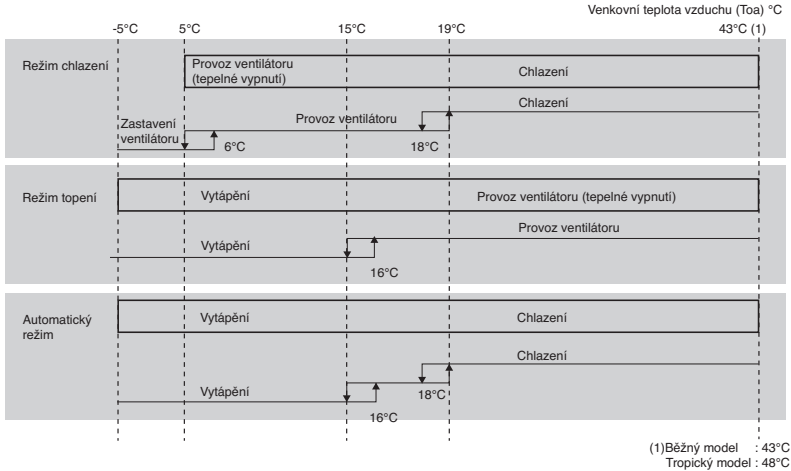 Venkovní teplota vzduchu (Toa) °C
-5°C 5°C 15°C 19°C 43°C (1)
Režim chlazení
Provoz ventilátoru
(tepelné vypnutí)
Chlazení
Chlazení
Zastavení
ventilátoru
Provoz ventilátoru
6°C 18°C
Režim topení
Vytápění
Provoz ventilátoru (tepelné vypnutí)
Provoz ventilátoru
Vytápění
16°C
Automatický
režim
Vytápění
Chlazení
Chlazení
Vytápění
18°C
16°C
(1)Běžný model : 43°C
Tropický model : 48°C